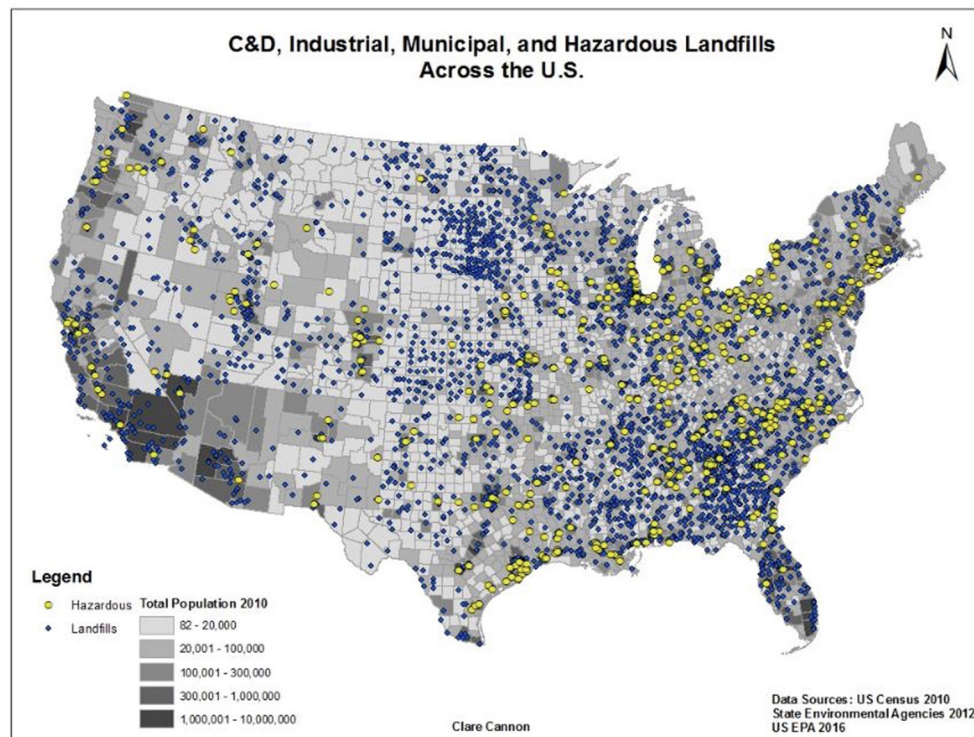 C&D, Industrial, Municipal, and Hazardous Landfills
Across the U.S.
N
Legend
Hazardous
Landfills
Total Population 2010
82 - 20,000
20,001 - 100,000
100,001 - 300,000
300,001 - 1,000,000
1,000,001 - 10,000,000
Clare Cannon
Data Sources: US Census 2010
State Environmental Agencies 2012
US EPA 2016